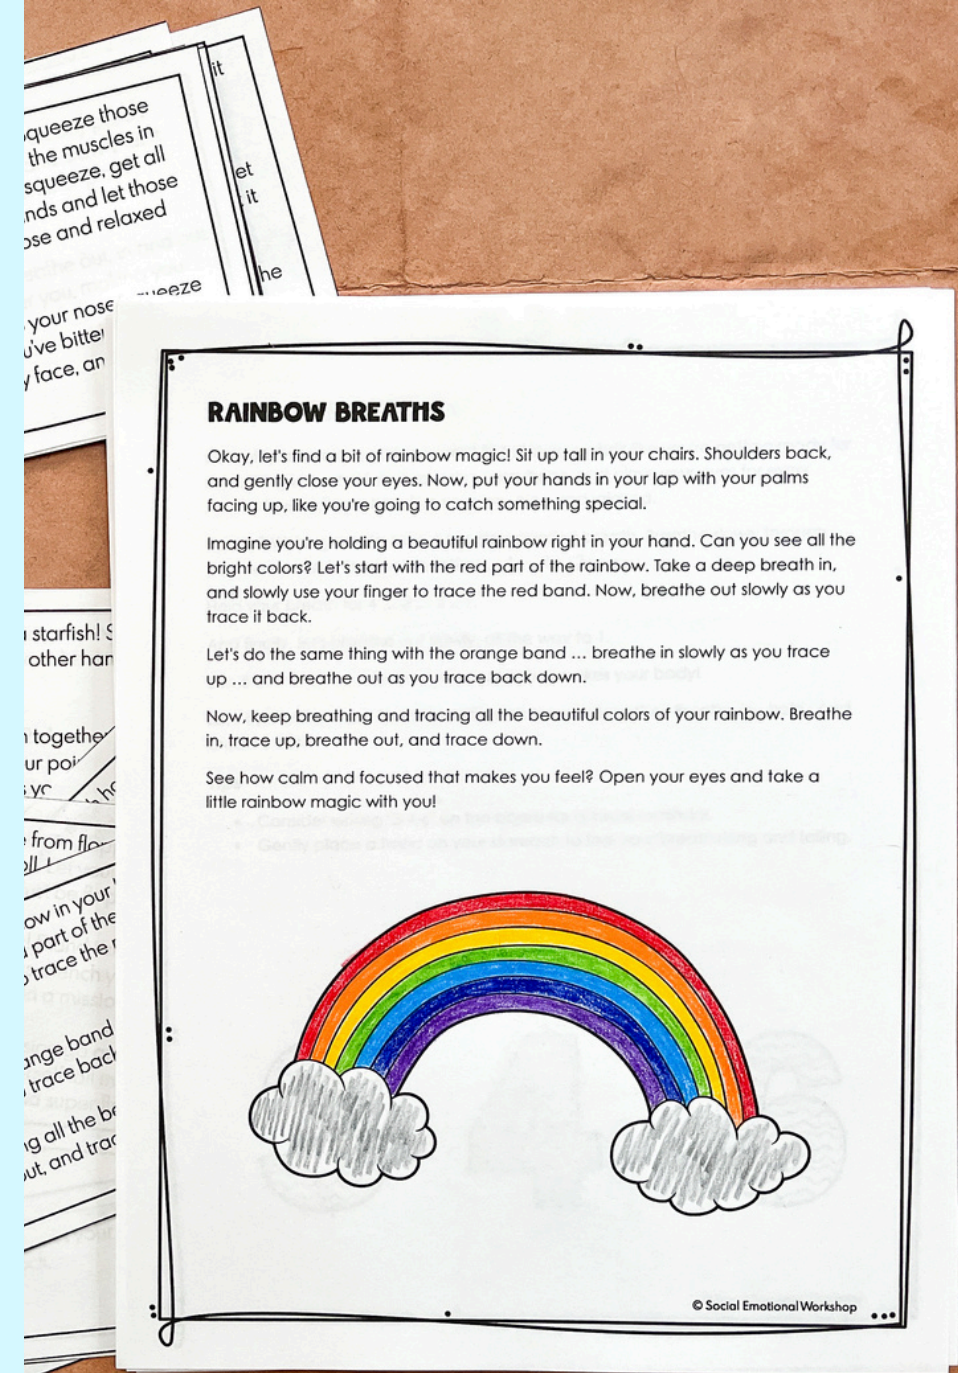 queeze those
the muscles in
squeeze, get all
nds and let those
ose and relaxed
your nose
u've bitte
y face, an
it
et
it
he
RAINBOW BREATHS
Okay, let's find a bit of rainbow magic! Sit up tall in your chairs. Shoulders back,
and gently close your eyes. Now, put your hands in your lap with your palms
facing up, like you're going to catch something special.
Imagine you're holding a beautiful rainbow right in your hand. Can you see all the
bright colors? Let's start with the red part of the rainbow. Take a deep breath in,
and slowly use your finger to trace the red band. Now, breathe out slowly as you
trace it back.
Let's do the same thing with the orange band ... breathe in slowly as you trace
up ... and breathe out as you trace back down.
Now, keep breathing and tracing all the beautiful colors of your rainbow. Breathe
in, trace up, breathe out, and trace down.
See how calm and focused that makes you feel? Open your eyes and take a
little rainbow magic with you!
© Social Emotional Workshop
starfish! S
other han
together
ur poi
from flo
ow in your
part of the
trace the r
ange band
trace back
ng all the be
out, and trac